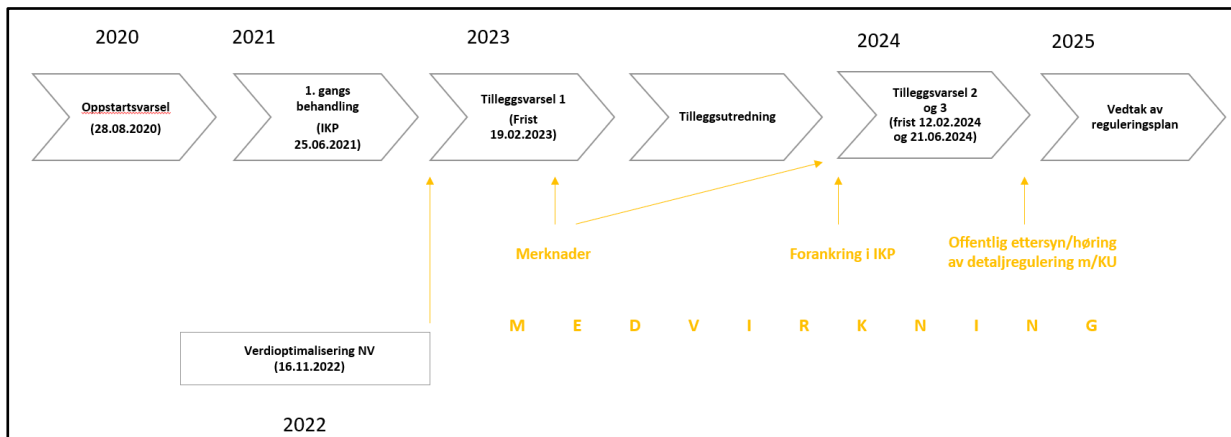 2020
2021
2023
2024
2025
Oppstartsvarsel
(28.08.2020)
1. gangs
behandling
(IKP
25.06.2021)
Tilleggsvarsel 1
(Frist
19.02.2023)
Tilleggsutredning
Tilleggsvarsel 2
og 3
(frist 12.02.2024
og 21.06.2024)
Vedtak av
reguleringsplan
Merknader
Forankring i IKP
Offentlig ettersyn/høring
av detaljregulering m/KU
M E D V I R K N I N G
Verdioptimalisering NV
(16.11.2022)
2022